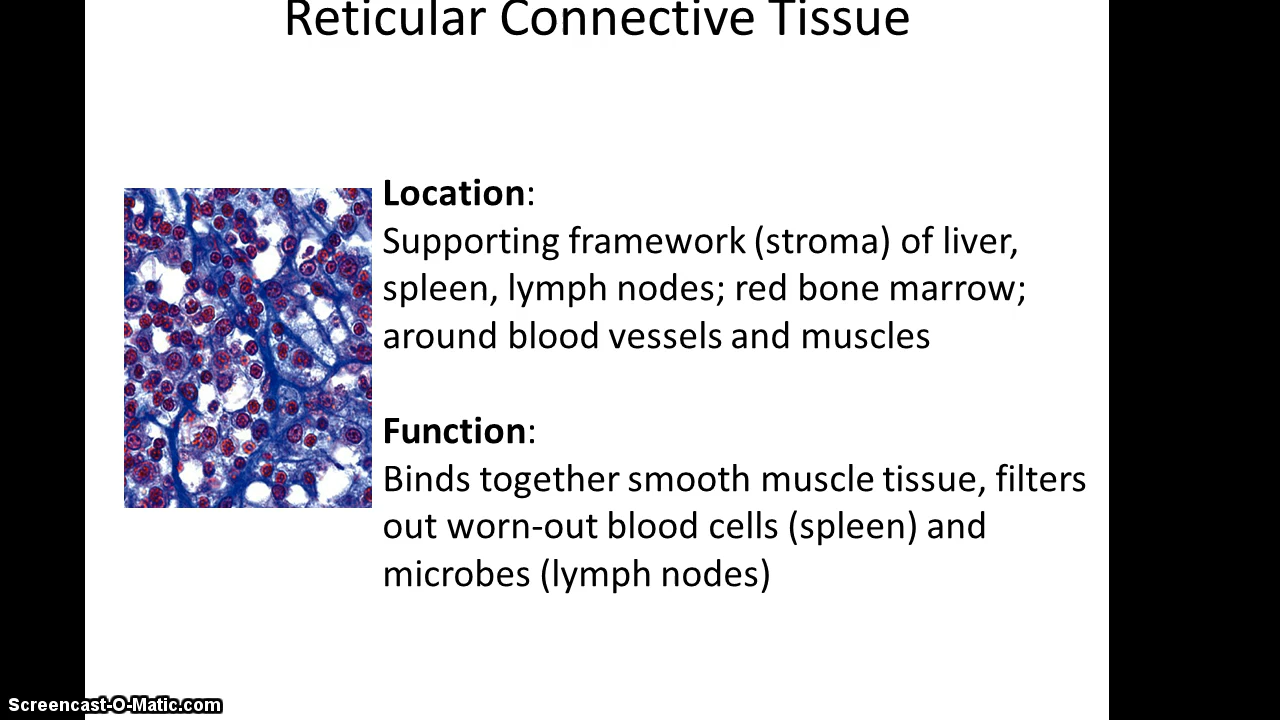 Reticular Connective Tissue
Location:
Supporting framework (stroma) of liver,
spleen, lymph nodes; red bone marrow;
around blood vessels and muscles
Function:
Binds together smooth muscle tissue, filters
out worn-out blood cells (spleen) and
microbes (lymph nodes)
Screencast-O-Matic.com